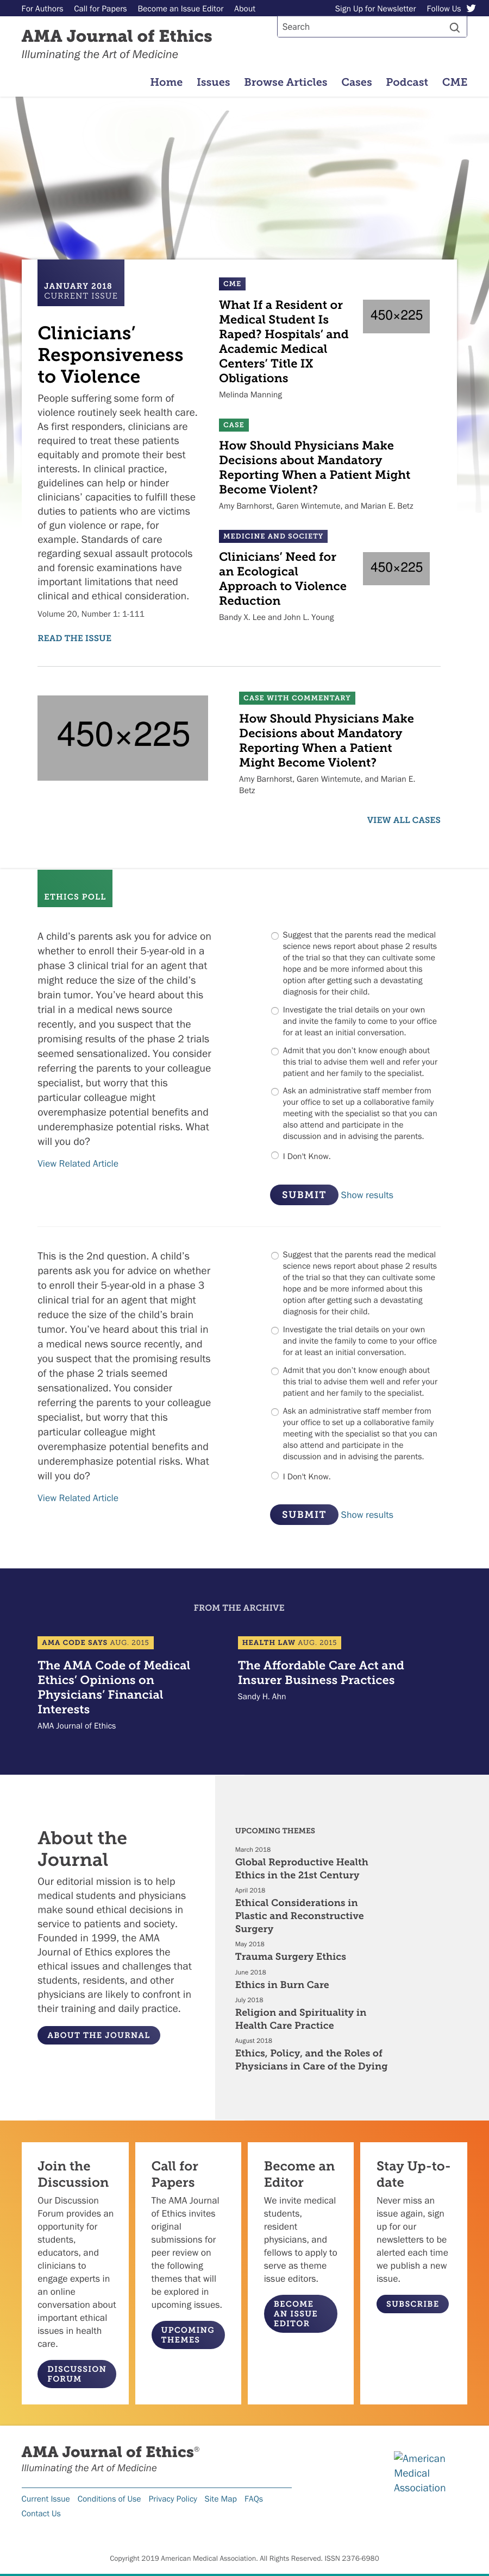 For Authors Call for Papers Become an Issue Editor About Sign Up for Newsletter Follow Us
AMA Journal of Ethics
Illuminating the Art of Medicine
Search
Home Issues Browse Articles Cases Podcast CME
JANUARY 2018
CURRENT ISSUE
Clinicians’
Responsiveness
to Violence
People suffering some form of
violence routinely seek health care.
As first responders, clinicians are
required to treat these patients
equitably and promote their best
interests. In clinical practice,
guidelines can help or hinder
clinicians’ capacities to fulfill these
duties to patients who are victims
of gun violence or rape, for
example. Standards of care
regarding sexual assault protocols
and forensic examinations have
important limitations that need
clinical and ethical consideration.
Volume 20, Number 1: 1-111
READ THE ISSUE
CME
What If a Resident or
Medical Student Is
Raped? Hospitals’ and
Academic Medical
Centers’ Title IX
Obligations
Melinda Manning
450×225
CASE
How Should Physicians Make
Decisions about Mandatory
Reporting When a Patient Might
Become Violent?
Amy Barnhorst, Garen Wintemute, and Marian E. Betz
MEDICINE AND SOCIETY
Clinicians’ Need for
an Ecological
Approach to Violence
Reduction
Bandy X. Lee and John L. Young
450×225
450×225
CASE WITH COMMENTARY
How Should Physicians Make
Decisions about Mandatory
Reporting When a Patient
Might Become Violent?
Amy Barnhorst, Garen Wintemute, and Marian E.
Betz
VIEW ALL CASES
ETHICS POLL
A child’s parents ask you for advice on
whether to enroll their 5-year-old in a
phase 3 clinical trial for an agent that
might reduce the size of the child’s
brain tumor. You’ve heard about this
trial in a medical news source
recently, and you suspect that the
promising results of the phase 2 trials
seemed sensationalized. You consider
referring the parents to your colleague
specialist, but worry that this
particular colleague might
overemphasize potential benefits and
underemphasize potential risks. What
will you do?
View Related Article
Suggest that the parents read the medical
science news report about phase 2 results
of the trial so that they can cultivate some
hope and be more informed about this
option after getting such a devastating
diagnosis for their child.
Investigate the trial details on your own
and invite the family to come to your office
for at least an initial conversation.
Admit that you don’t know enough about
this trial to advise them well and refer your
patient and her family to the specialist.
Ask an administrative staff member from
your office to set up a collaborative family
meeting with the specialist so that you can
also attend and participate in the
discussion and in advising the parents.
I Don't Know.
SUBMIT Show results
This is the 2nd question. A child’s
parents ask you for advice on whether
to enroll their 5-year-old in a phase 3
clinical trial for an agent that might
reduce the size of the child’s brain
tumor. You’ve heard about this trial in
a medical news source recently, and
you suspect that the promising results
of the phase 2 trials seemed
sensationalized. You consider
referring the parents to your colleague
specialist, but worry that this
particular colleague might
overemphasize potential benefits and
underemphasize potential risks. What
will you do?
View Related Article
Suggest that the parents read the medical
science news report about phase 2 results
of the trial so that they can cultivate some
hope and be more informed about this
option after getting such a devastating
diagnosis for their child.
Investigate the trial details on your own
and invite the family to come to your office
for at least an initial conversation.
Admit that you don’t know enough about
this trial to advise them well and refer your
patient and her family to the specialist.
Ask an administrative staff member from
your office to set up a collaborative family
meeting with the specialist so that you can
also attend and participate in the
discussion and in advising the parents.
I Don't Know.
SUBMIT Show results
FROM THE ARCHIVE
AMA CODE SAYS AUG. 2015
The AMA Code of Medical
Ethics’ Opinions on
Physicians’ Financial
Interests
AMA Journal of Ethics
HEALTH LAW AUG. 2015
The Affordable Care Act and
Insurer Business Practices
Sandy H. Ahn
About the
Journal
Our editorial mission is to help
medical students and physicians
make sound ethical decisions in
service to patients and society.
Founded in 1999, the AMA
Journal of Ethics explores the
ethical issues and challenges that
students, residents, and other
physicians are likely to confront in
their training and daily practice.
ABOUT THE JOURNAL
UPCOMING THEMES
March 2018
Global Reproductive Health
Ethics in the 21st Century
April 2018
Ethical Considerations in
Plastic and Reconstructive
Surgery
May 2018
Trauma Surgery Ethics
June 2018
Ethics in Burn Care
July 2018
Religion and Spirituality in
Health Care Practice
August 2018
Ethics, Policy, and the Roles of
Physicians in Care of the Dying
Join the
Discussion
Our Discussion
Forum provides an
opportunity for
students,
educators, and
clinicians to
engage experts in
an online
conversation about
important ethical
issues in health
care.
DISCUSSION
FORUM
Call for
Papers
The AMA Journal
of Ethics invites
original
submissions for
peer review on
the following
themes that will
be explored in
upcoming issues.
UPCOMING
THEMES
Become an
Editor
We invite medical
students,
resident
physicians, and
fellows to apply to
serve as theme
issue editors.
BECOME
AN ISSUE
EDITOR
Stay Up-to-
date
Never miss an
issue again, sign
up for our
newsletters to be
alerted each time
we publish a new
issue.
SUBSCRIBE
AMA Journal of Ethics®
Illuminating the Art of Medicine
American
Medical
Association
Current Issue Conditions of Use Privacy Policy Site Map FAQs
Contact Us
Copyright 2019 American Medical Association. All Rights Reserved. ISSN 2376-6980